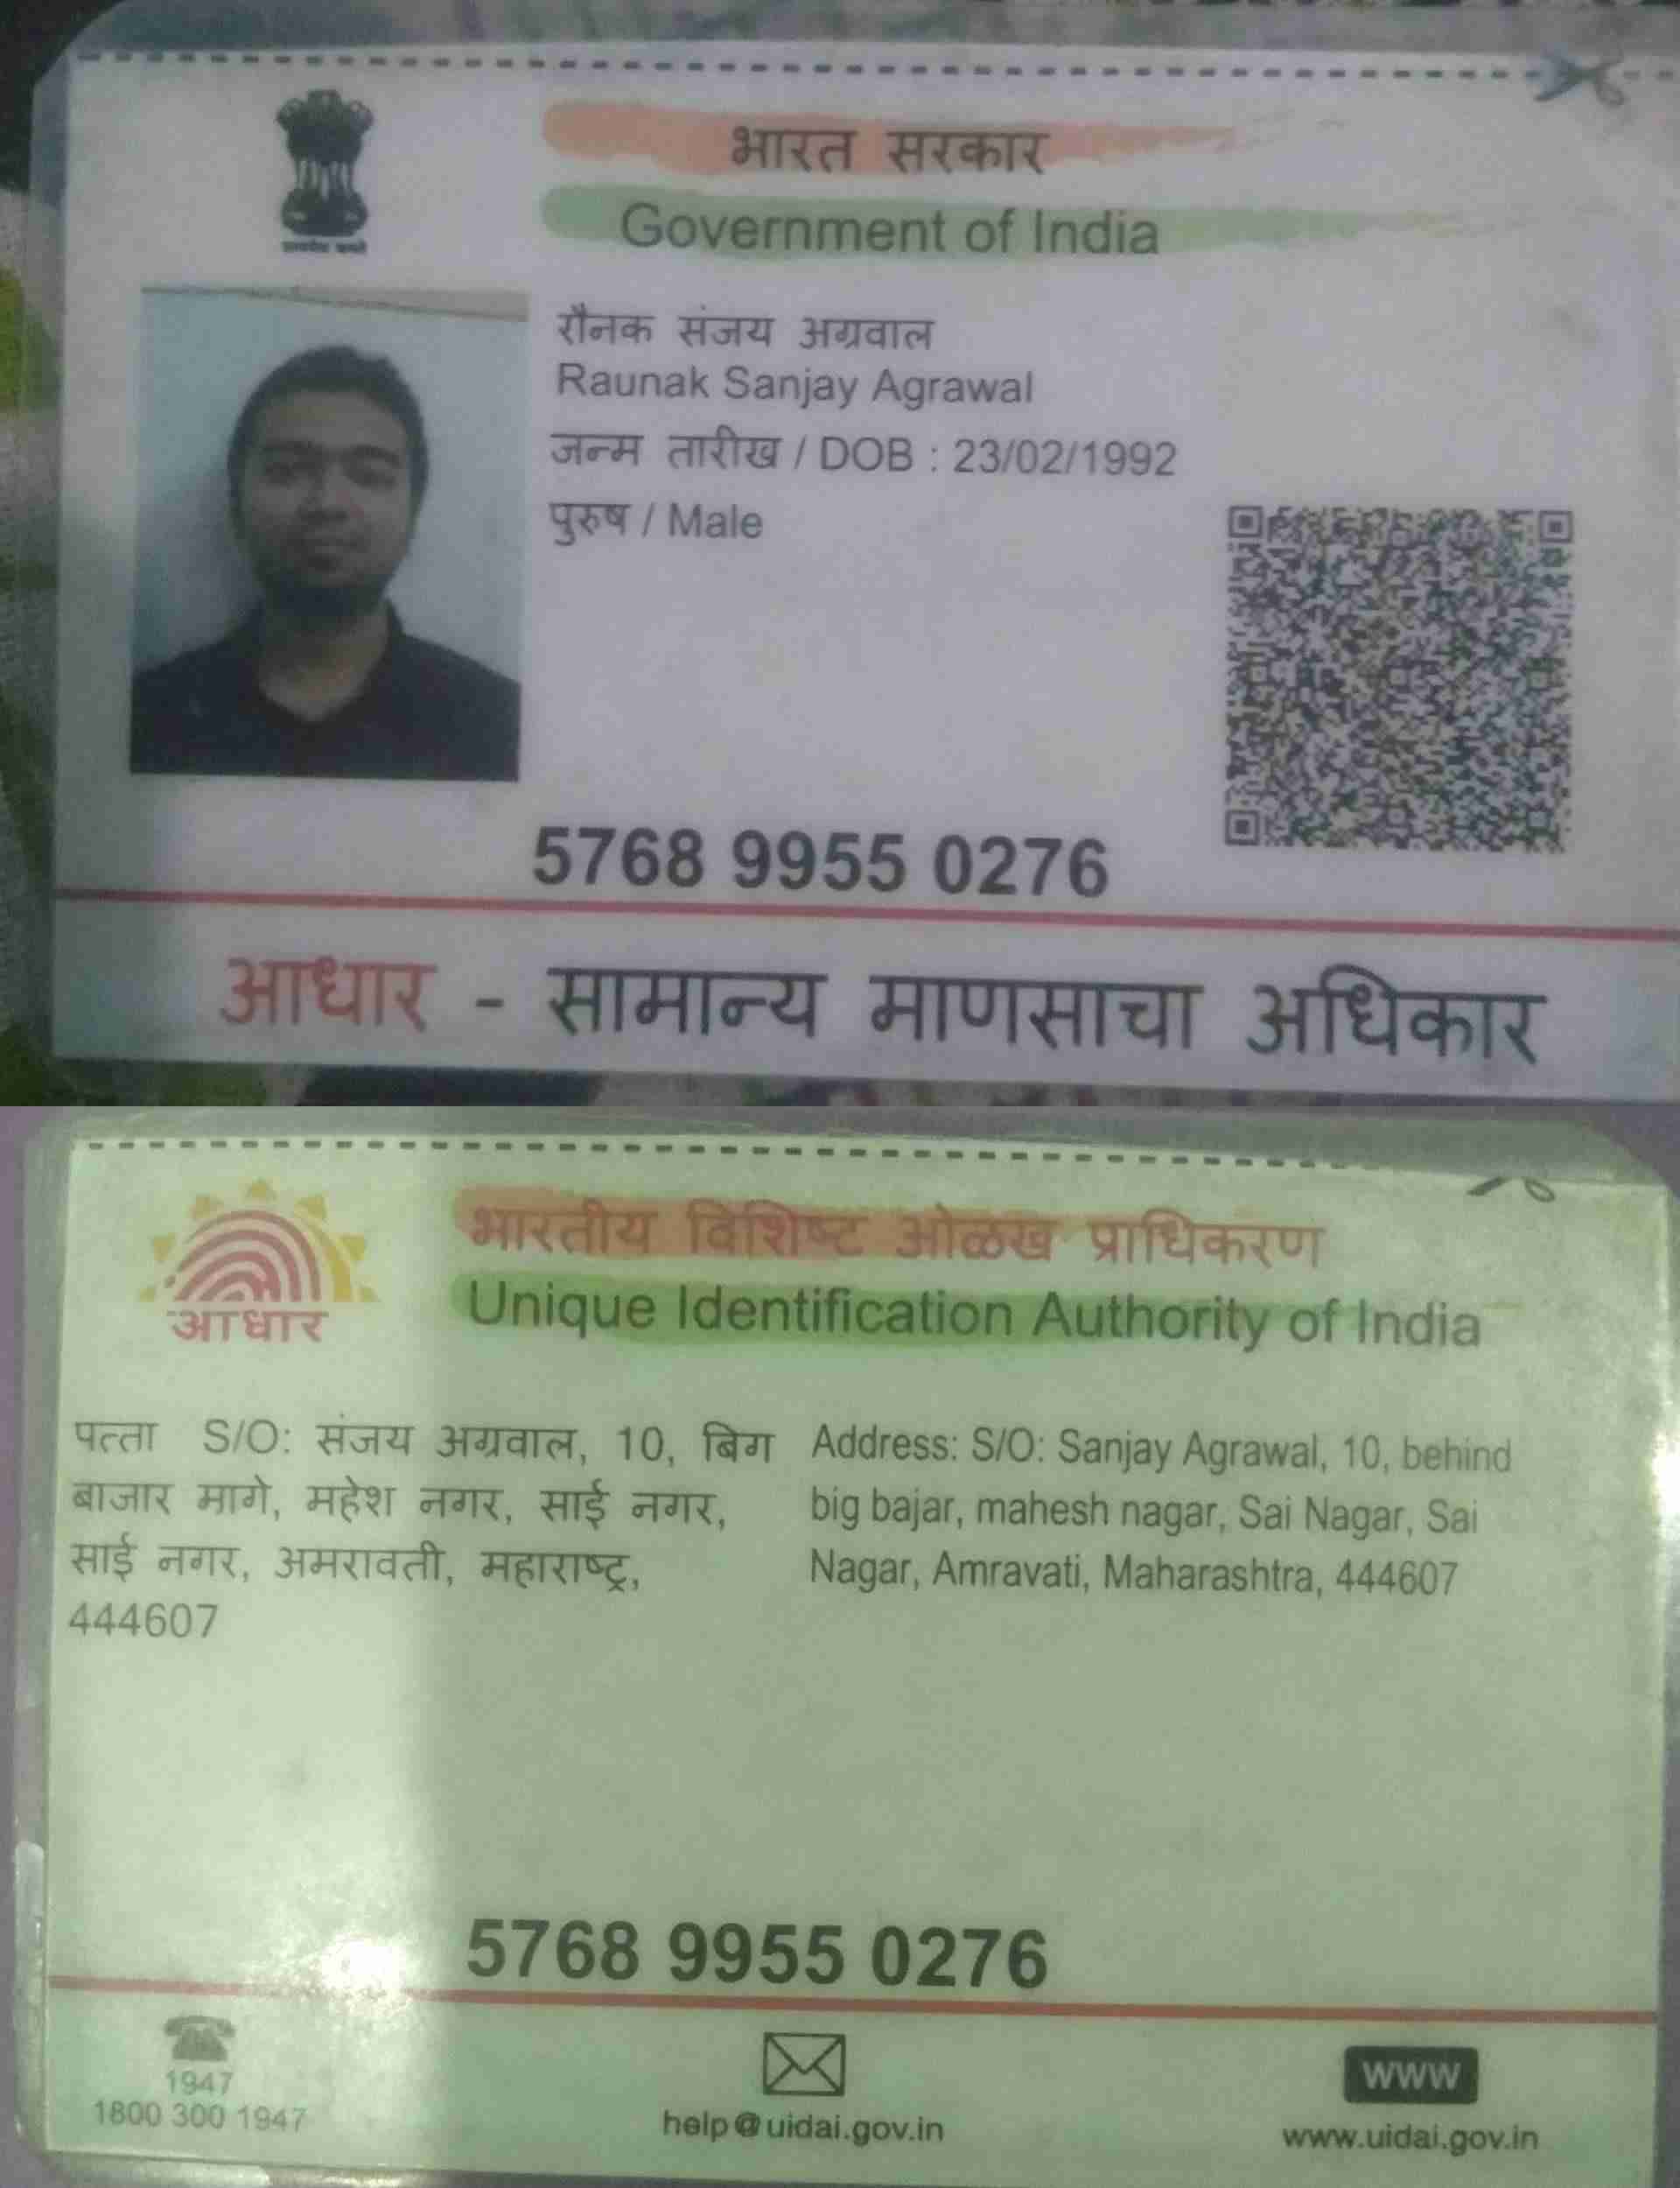 भारत सरकार
Government of India
रौनक संजय अग्रवाल
Raunak Sanjay Agrawal
जन्म तारीख / DOB : 23/02/1992
पुरुष / Male
5768 9955 0276
आधार - सामान्य माणसाचा अधिकार
भारतीय विशिष्ट ओळख प्राधिकरण
Unique Identification Authority of India
आधार
पत्ता S/O: संजय अग्रवाल, 10, बिग
बाजार मागे, महेश नगर, साई नगर,
साई नगर, अमरावती, महाराष्ट्र,
444607
Address: S/O: Sanjay Agrawal, 10, behind
big bajar, mahesh nagar, Sai Nagar, Sai
Nagar, Amravati, Maharashtra, 444607
5768 9955 0276
1947
1800 300 1947
help@uidai.gov.in
www
www.uidai.gov.in